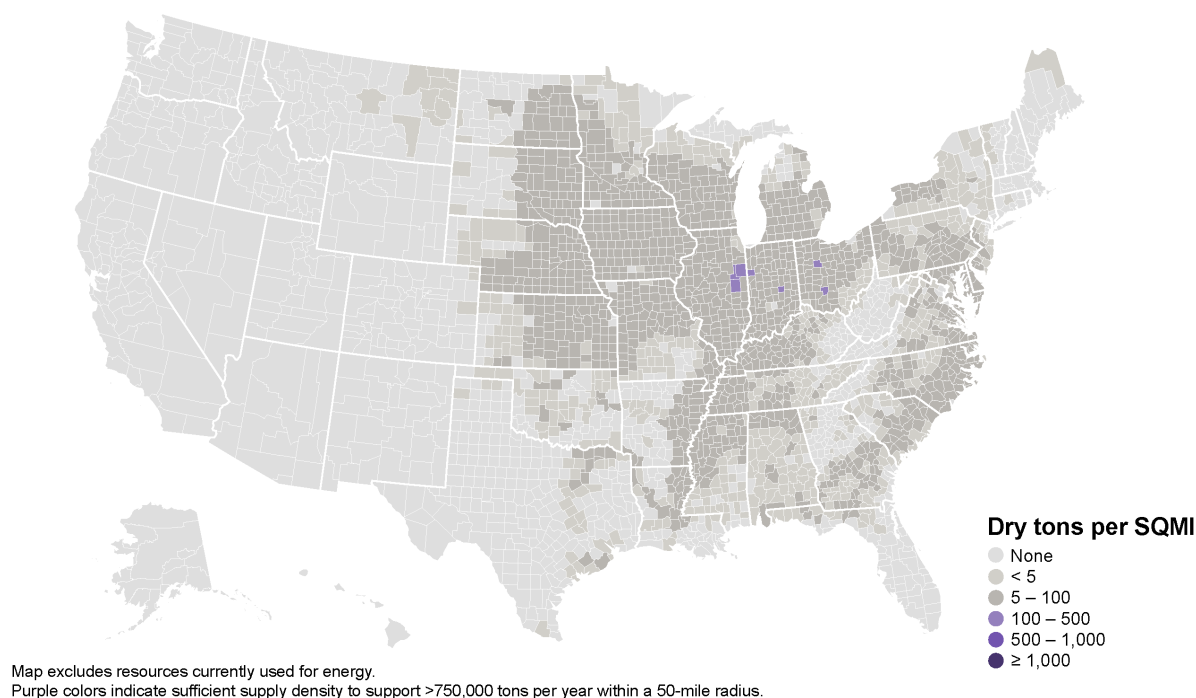 Dry tons per SQMI
None
< 5
5 – 100
100 – 500
500 – 1,000
≥ 1,000
Map excludes resources currently used for energy.
Purple colors indicate sufficient supply density to support >750,000 tons per year within a 50-mile radius.